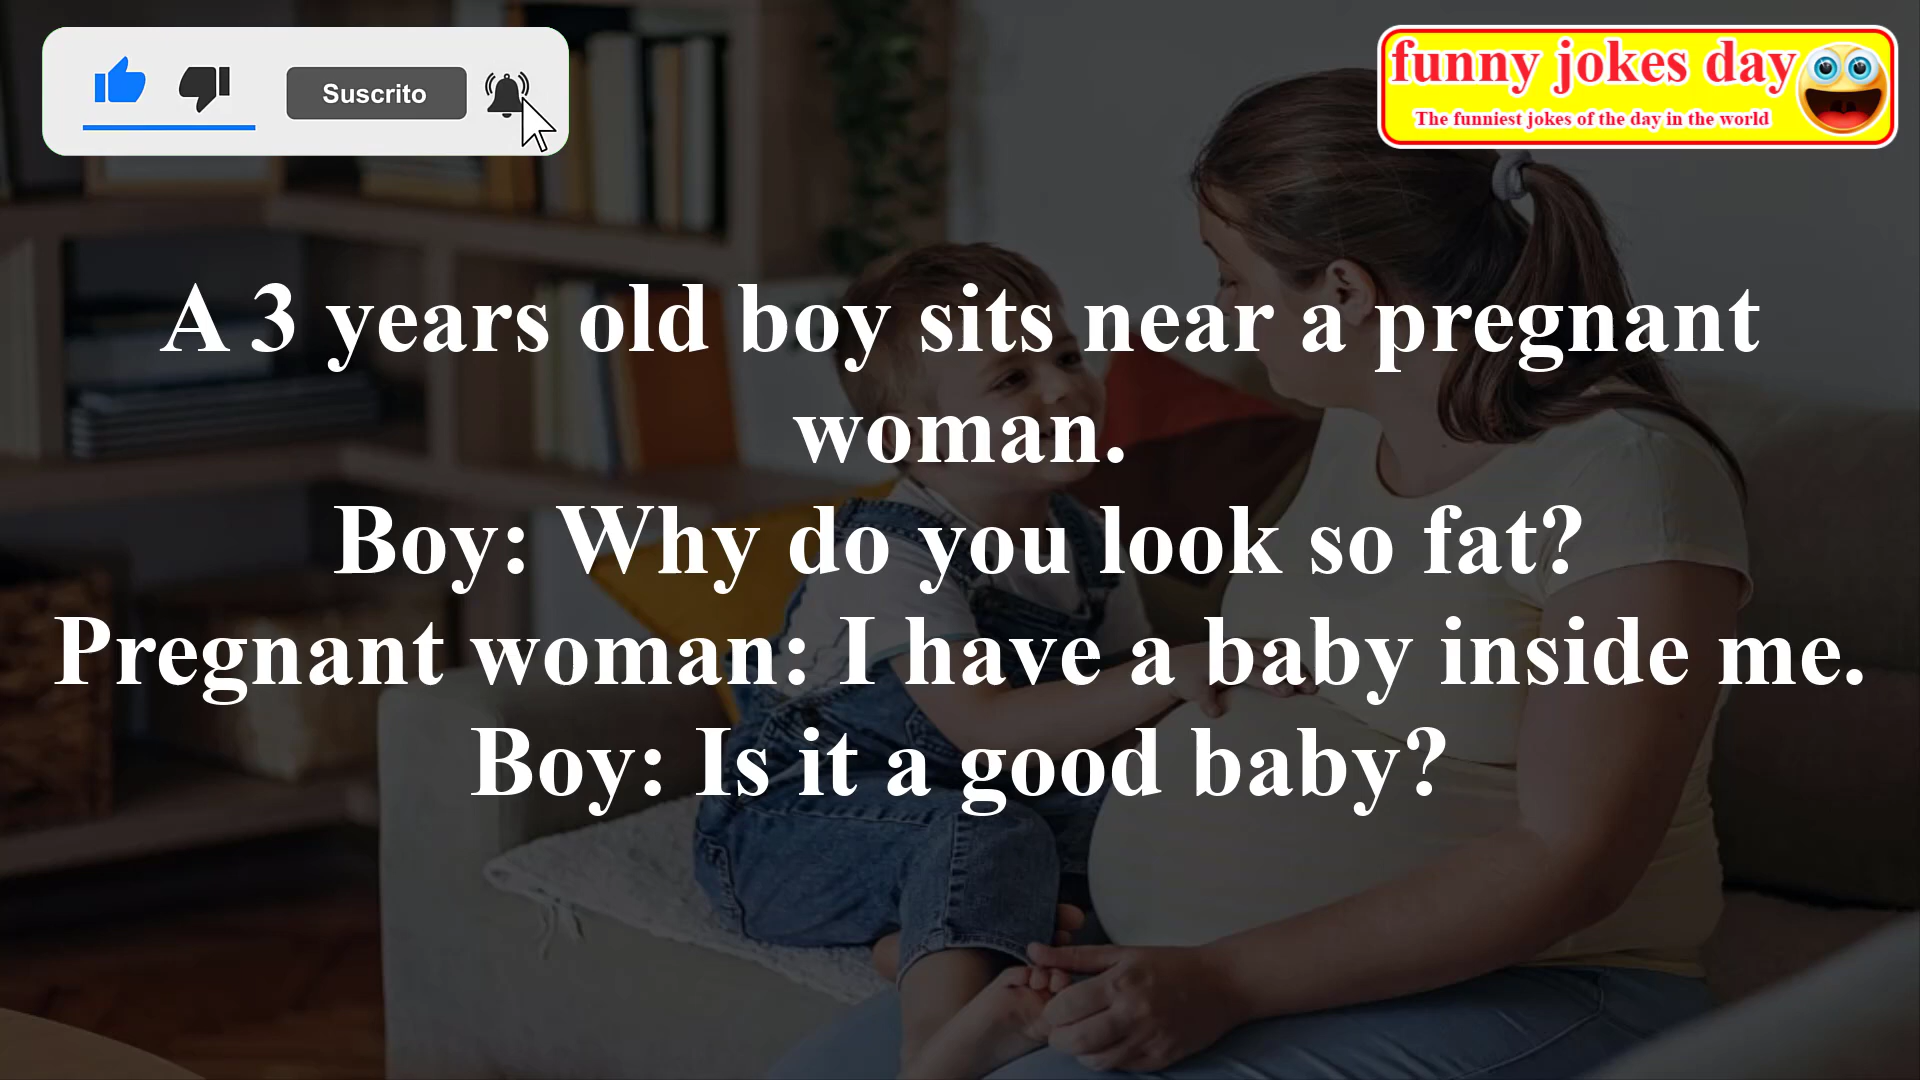 Suscrito
funny jokes day
The funniest jokes of the day in the world
A 3 years old boy sits near a pregnant
woman.
Boy: Why do you look so fat?
Pregnant woman: I have a baby inside me.
Boy: Is it a good baby?